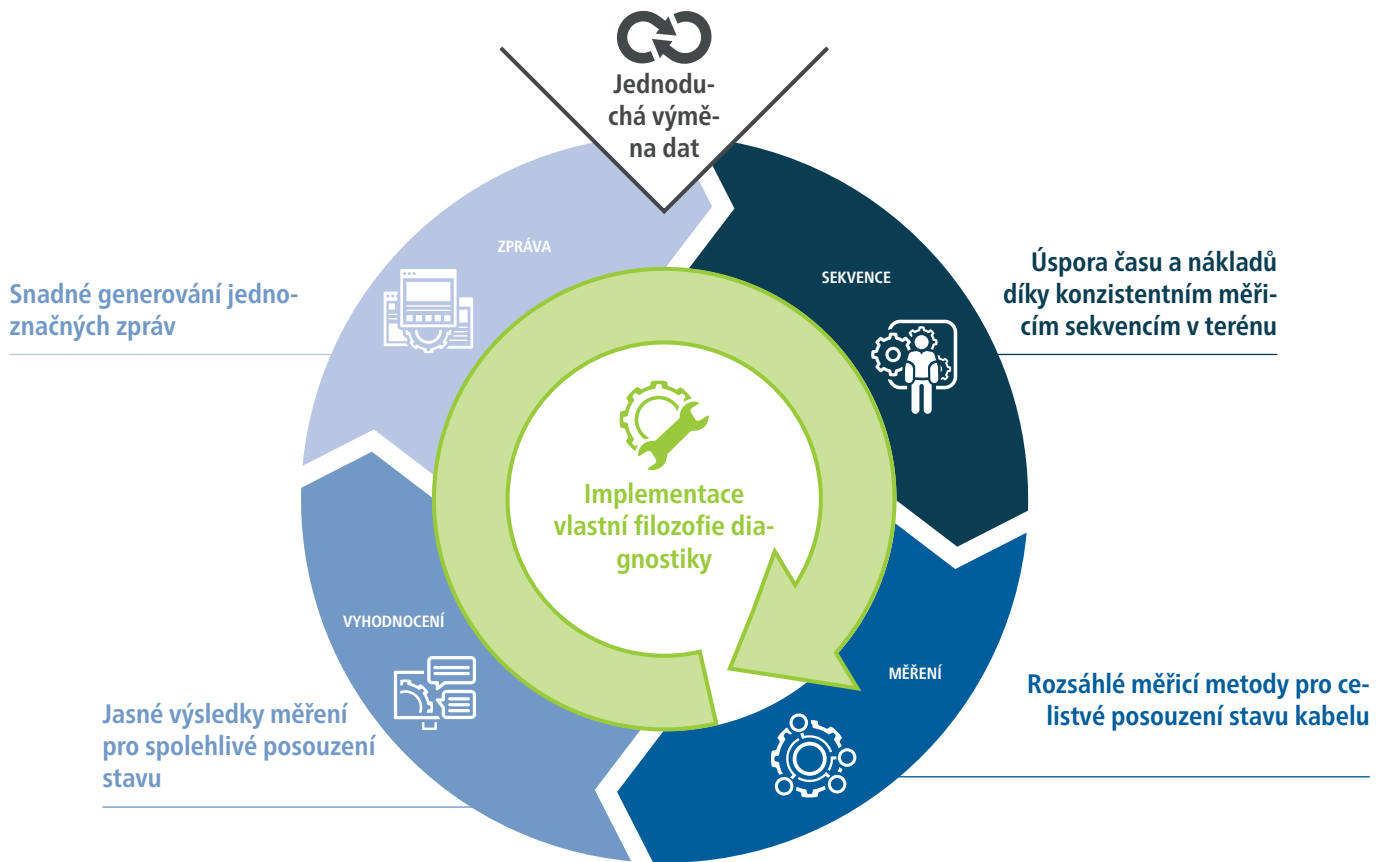 Jednodu-
chá výmě-
na dat
ZPRÁVA
Snadné generování jedno-
značných zpráv
SEKVENCE
Úspora času a nákladů
díky konzistentním měři-
cím sekvencím v terénu
Implementace
vlastní filozofie dia-
gnostiky
VYHODNOCENÍ
Jasné výsledky měření
pro spolehlivé posouzení
stavu
MĚŘENÍ
Rozsáhlé měřicí metody pro ce-
listvé posouzení stavu kabelu